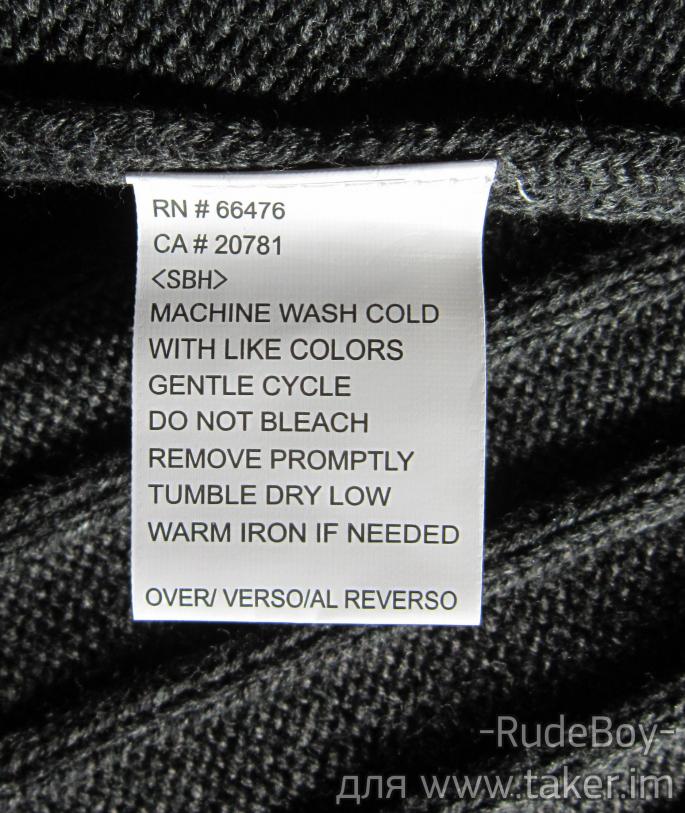 RN # 66476
CA # 20781
<SBH>
MACHINE WASH COLD
WITH LIKE COLORS
GENTLE CYCLE
DO NOT BLEACH
REMOVE PROMPTLY
TUMBLE DRY LOW
WARM IRON IF NEEDED
OVER/ VERSO/AL REVERSO
-RudeBoy-
для www.taker.im